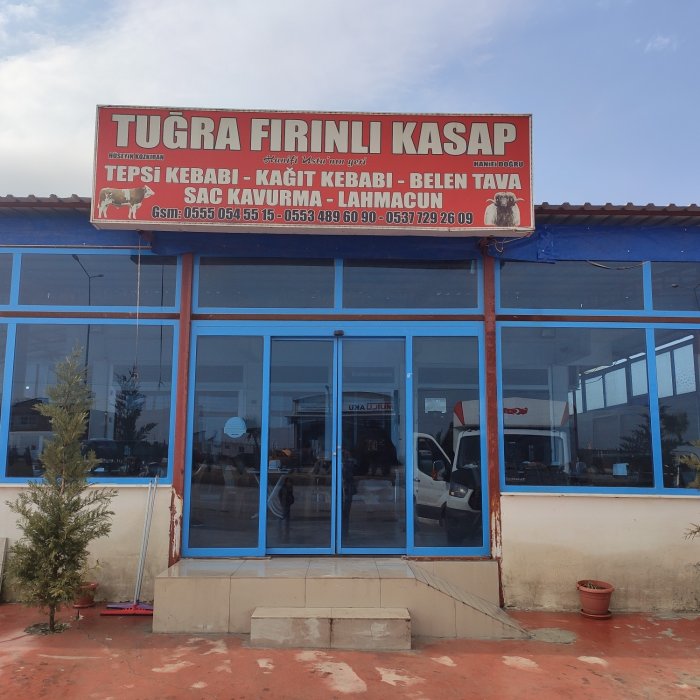 TUĞRA FIRINLI KASAP
HÜSEYİN KOZKIRAN
Hanifi Usta'nın yeri
HANİFİ DOĞRU
TEPSİ KEBABI - KAĞIT KEBABI - BELEN TAVA
SAC KAVURMA - LAHMACUN
Gsm: 0555 054 55 15 - 0553 489 60 90 - 0537 729 26 09